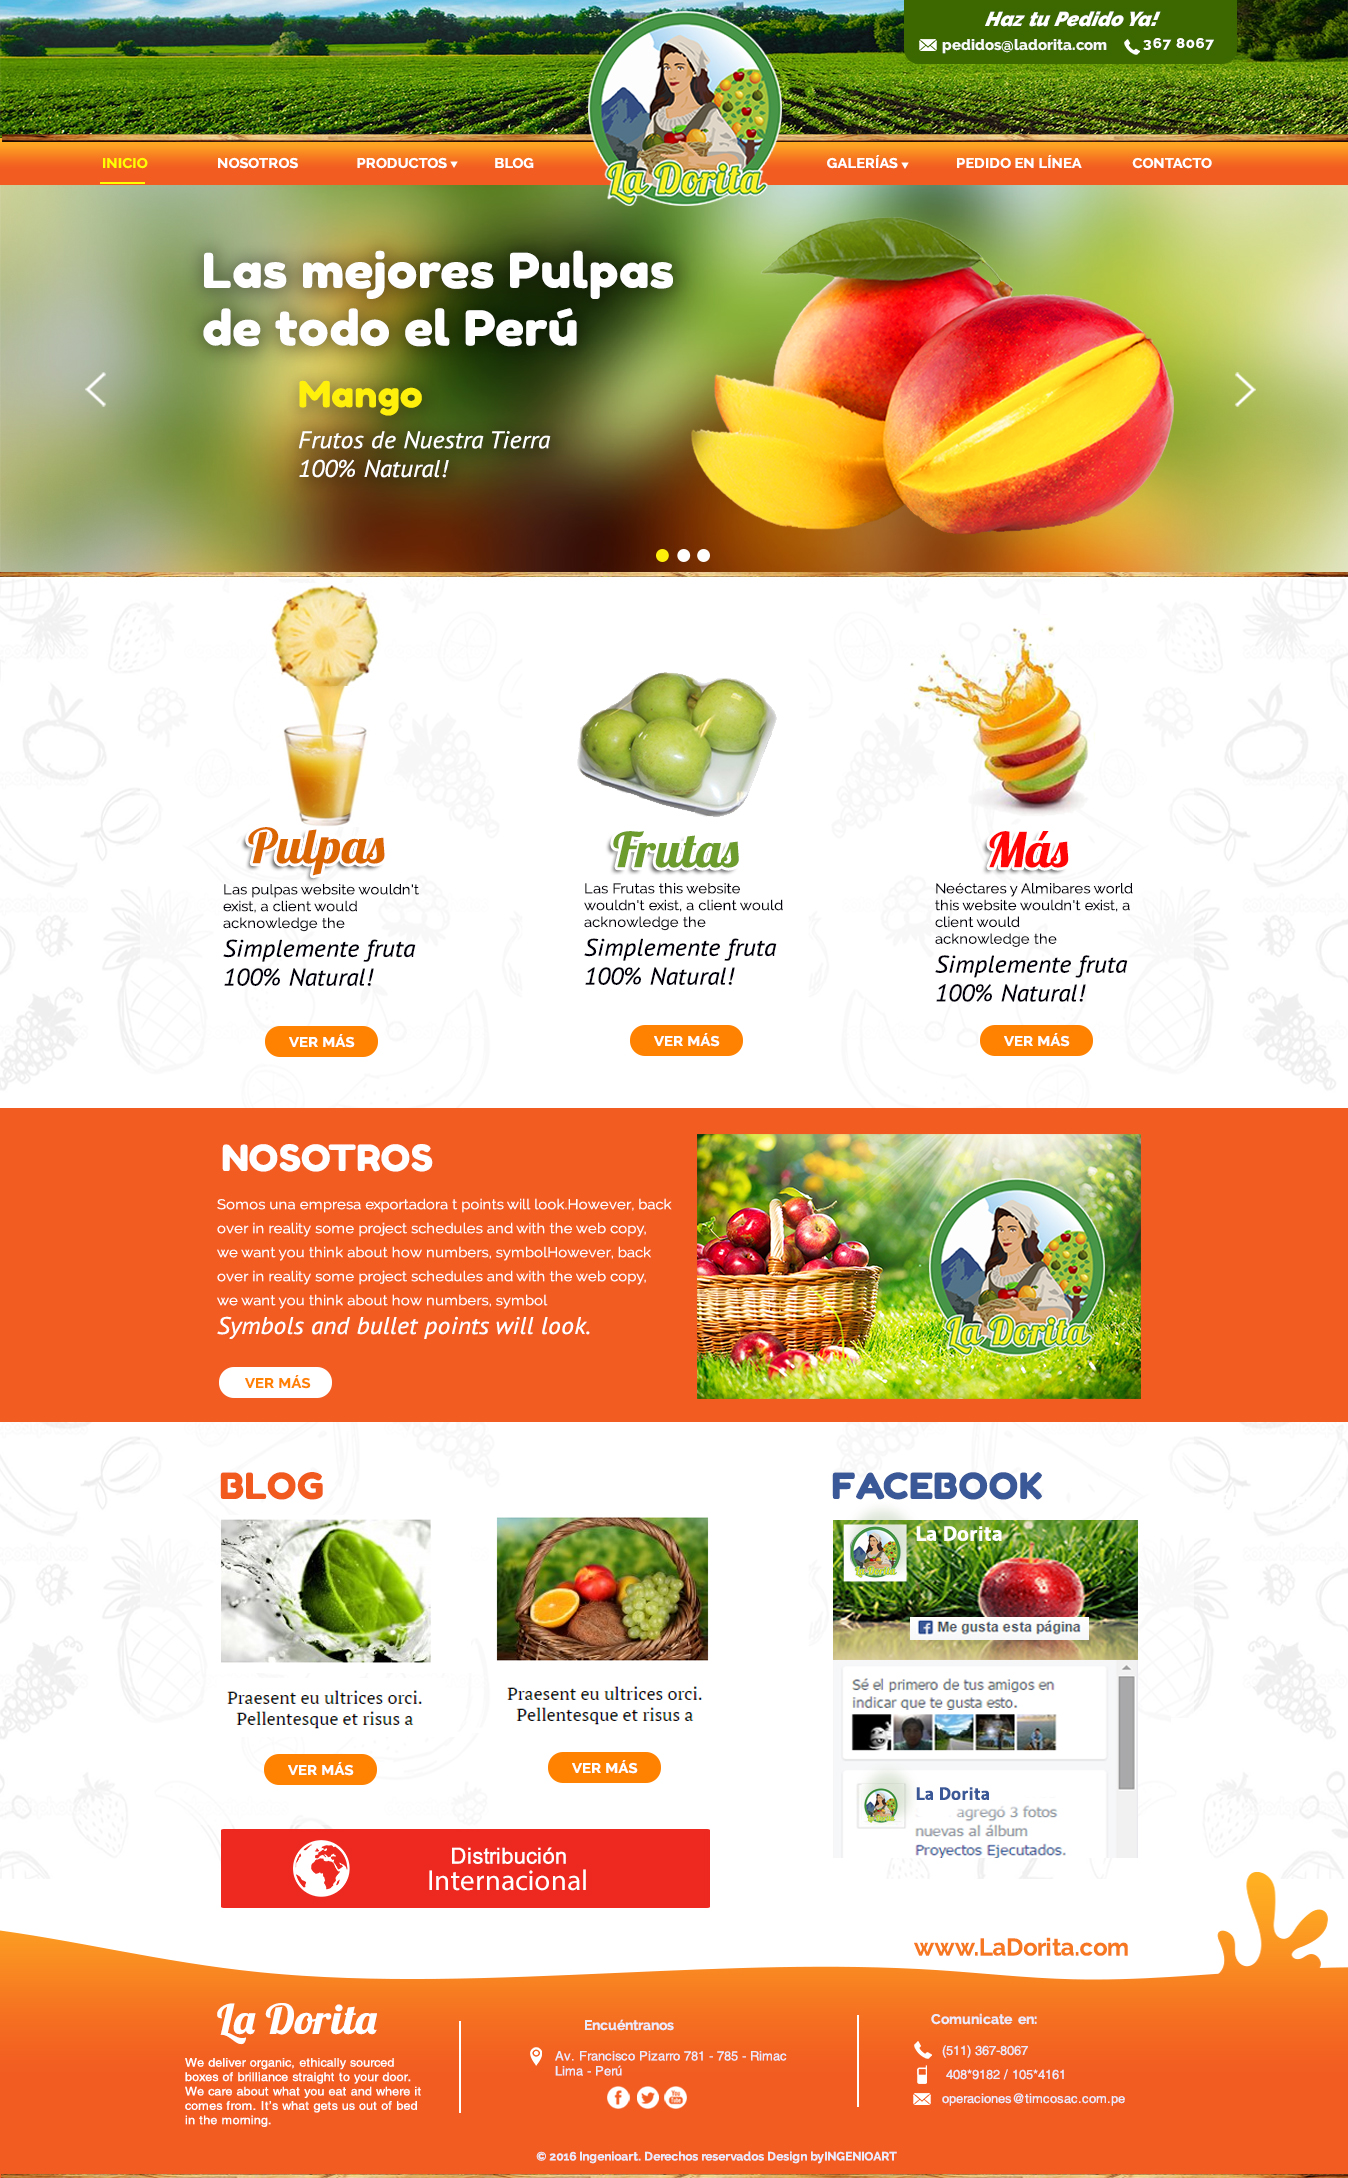 Haz tu Pedido Ya!
pedidos@ladorita.com 367 8067
INICIO NOSOTROS PRODUCTOS BLOG GALERÍAS PEDIDO EN LÍNEA CONTACTO
La Dorita
Las mejores Pulpas
de todo el Perú
Mango
Frutos de Nuestra Tierra
100% Natural!
Pulpas
Las pulpas website wouldn't
exist, a client would
acknowledge the
Simplemente fruta
100% Natural!
VER MÁS
Frutas
Las Frutas this website
wouldn't exist, a client would
acknowledge the
Simplemente fruta
100% Natural!
VER MÁS
Más
Neéctares y Almibares world
this website wouldn't exist, a
client would
acknowledge the
Simplemente fruta
100% Natural!
VER MÁS
NOSOTROS
Somos una empresa exportadora t points will look.However, back
over in reality some project schedules and with the web copy,
we want you think about how numbers, symbolHowever, back
over in reality some project schedules and with the web copy,
we want you think about how numbers, symbol
Symbols and bullet points will look.
VER MÁS
La Dorita
BLOG
Praesent eu ultrices orci.
Pellentesque et risus a
VER MÁS
Praesent eu ultrices orci.
Pellentesque et risus a
VER MÁS
FACEBOOK
La Dorita
La Dorita
Me gusta esta página
Sé el primero de tus amigos en
indicar que te gusta esto.
La Dorita
agregó 3 fotos
nuevas al álbum
Proyectos Ejecutados.
Distribución
Internacional
www.LaDorita.com
La Dorita
We deliver organic, ethically sourced
boxes of brilliance straight to your door.
We care about what you eat and where it
comes from. It's what gets us out of bed
in the morning.
Encuéntranos
Av. Francisco Pizarro 781 - 785 - Rimac
Lima - Perú
You Tube
Comunicate en:
(511) 367-8067
408*9182 / 105*4161
operaciones@timcosac.com.pe
© 2016 Ingenioart. Derechos reservados Design byINGENIOART